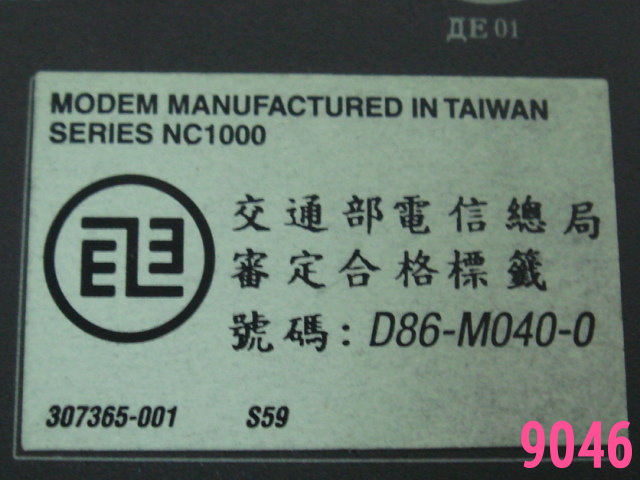 ДЕ 01
MODEM MANUFACTURED IN TAIWAN
SERIES NC1000
交通部電信總局
審定合格標籤
號碼: D86-M040-0
307365-001 S59
9046